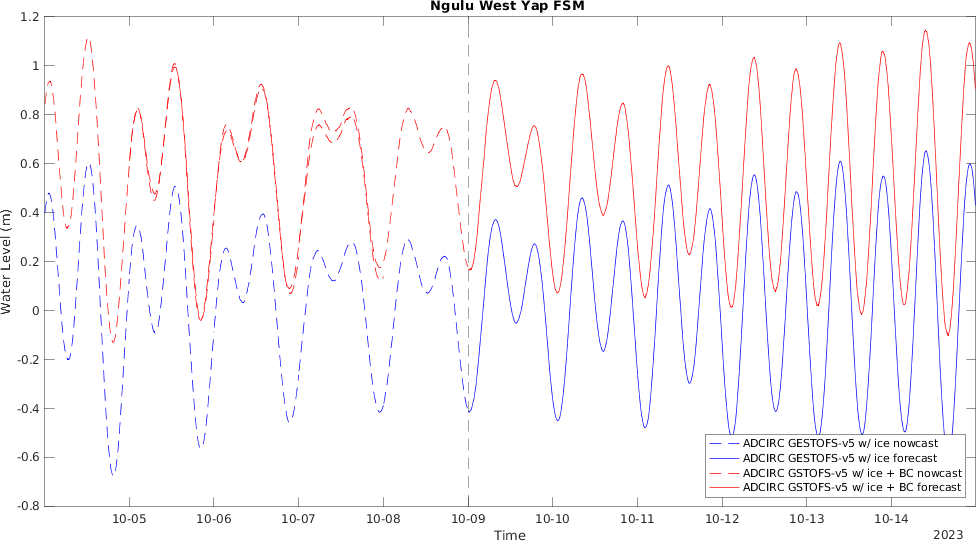 Ngulu West Yap FSM
1.2
1
0.8
0.6
0.4
0.2
0
-0.2
-0.4
-0.6
-0.8
Water Level (m)
ADCIRC GESTOFS-v5 w/ ice nowcast
ADCIRC GESTOFS-v5 w/ ice forecast
ADCIRC GSTOFS-v5 w/ ice + BC nowcast
ADCIRC GSTOFS-v5 w/ ice + BC forecast
10-05 10-06 10-07 10-08 10-09 10-10 10-11 10-12 10-13 10-14
Time
2023